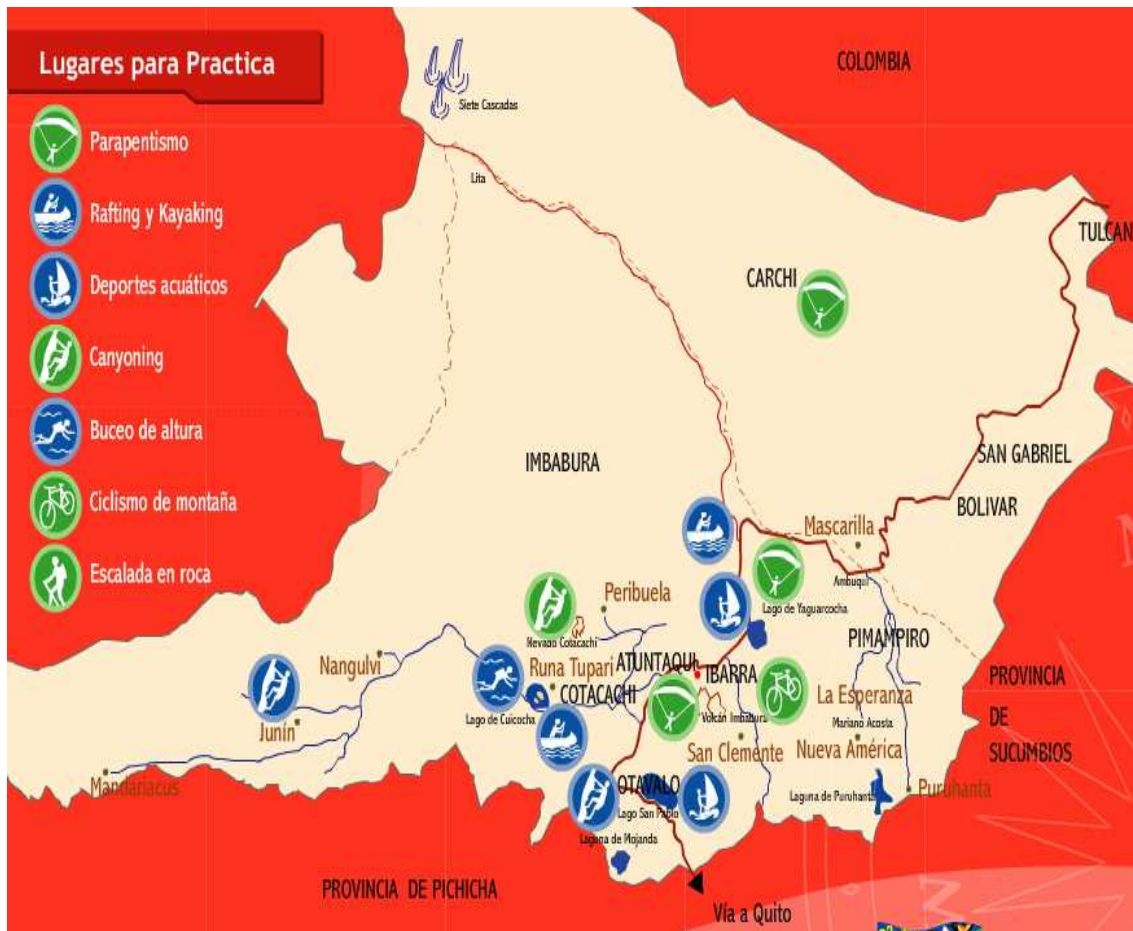 Lugares para Practica
Parapentismo
Rafting y Kayaking
Deportes acuáticos
Canyoning
Buceo de altura
Ciclismo de montaña
Escalada en roca
COLOMBIA
Siete Cascadas
Lita
TULCAN
CARCHI
IMBABURA
SAN GABRIEL
BOLIVAR
Mascarilla
Ambuqui
Lago de Yaguarcocha
Peribuela
Nevado Cotacachi
PIMAMPIRO
Nangulvi
Runa Tupari
ATUNTAQUI
IBARRA
COTACACHI
La Esperanza
PROVINCIA
DE
SUCUMBIOS
Lago de Cuicocha
Volcán Imbabura
Mariano Acosta
Junín
San Clemente
Nueva América
Mandariacus
OTAVALO
Lago San Pablo
Laguna de Puruhanta
Puruhanta
Laguna de Mojanda
PROVINCIA DE PICHICHA
Vía a Quito